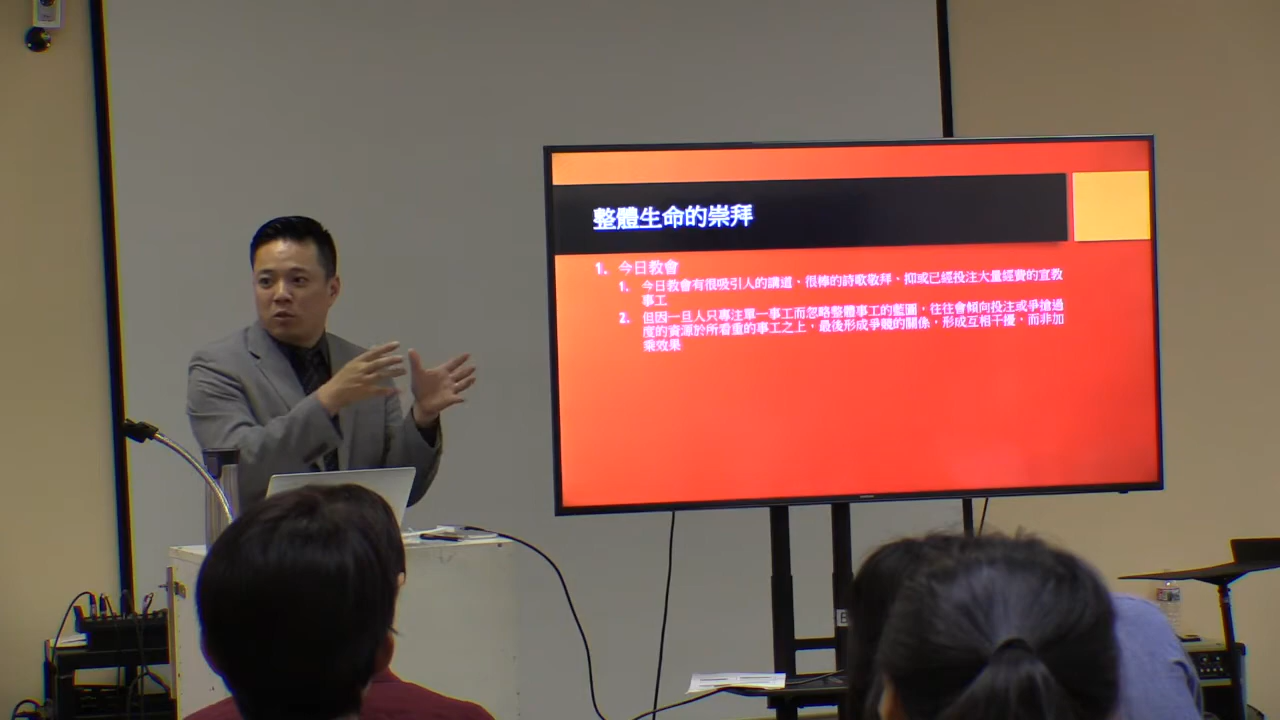 整體生命的崇拜
1. 今日教會
1. 今日教會有很吸引人的講道、很棒的詩歌敬拜、抑或已經投注大量經費的宣教
事工
2. 但因一旦人只專注單一事工而忽略整體事工的藍圖，往往會傾向投注或爭搶過
度的資源於所看重的事工之上，最後形成爭競的關係，形成互相干擾，而非加
乘效果